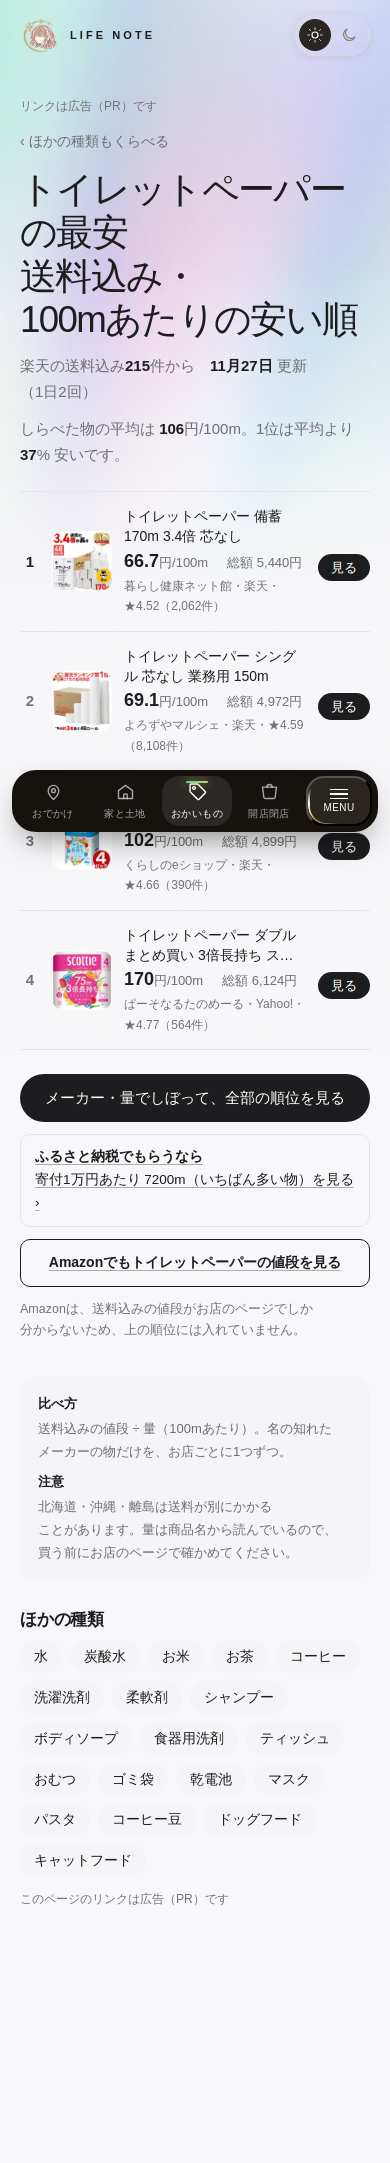 LIFE NOTE
リンクは広告（PR）です
‹ ほかの種類もくらべる
トイレットペーパー
の最安
送料込み・
100mあたりの安い順
楽天の送料込み215件から　11月27日 更新
（1日2回）
しらべた物の平均は 106円/100m。1位は平均より
37% 安いです。
1
トイレットペーパー 備蓄
170m 3.4倍 芯なし
66.7円/100m　総額 5,440円
暮らし健康ネット館・楽天・
★4.52（2,062件）
見る
2
トイレットペーパー シング
ル 芯なし 業務用 150m
69.1円/100m　総額 4,972円
よろずやマルシェ・楽天・★4.59
（8,108件）
見る
おでかけ
家と土地
おかいもの
開店閉店
MENU
3
102円/100m　総額 4,899円
くらしのeショップ・楽天・
★4.66（390件）
見る
4
scottie
トイレットペーパー ダブル
まとめ買い 3倍長持ち ス…
170円/100m　総額 6,124円
ぱーそなるたのめーる・Yahoo!・
★4.77（564件）
見る
メーカー・量でしぼって、全部の順位を見る
ふるさと納税でもらうなら
寄付1万円あたり 7200m（いちばん多い物）を見る
›
Amazonでもトイレットペーパーの値段を見る
Amazonは、送料込みの値段がお店のページでしか
分からないため、上の順位には入れていません。
比べ方
送料込みの値段 ÷ 量（100mあたり）。名の知れた
メーカーの物だけを、お店ごとに1つずつ。
注意
北海道・沖縄・離島は送料が別にかかる
ことがあります。量は商品名から読んでいるので、
買う前にお店のページで確かめてください。
ほかの種類
水 炭酸水 お米 お茶 コーヒー
洗濯洗剤 柔軟剤 シャンプー
ボディソープ 食器用洗剤 ティッシュ
おむつ ゴミ袋 乾電池 マスク
パスタ コーヒー豆 ドッグフード
キャットフード
このページのリンクは広告（PR）です